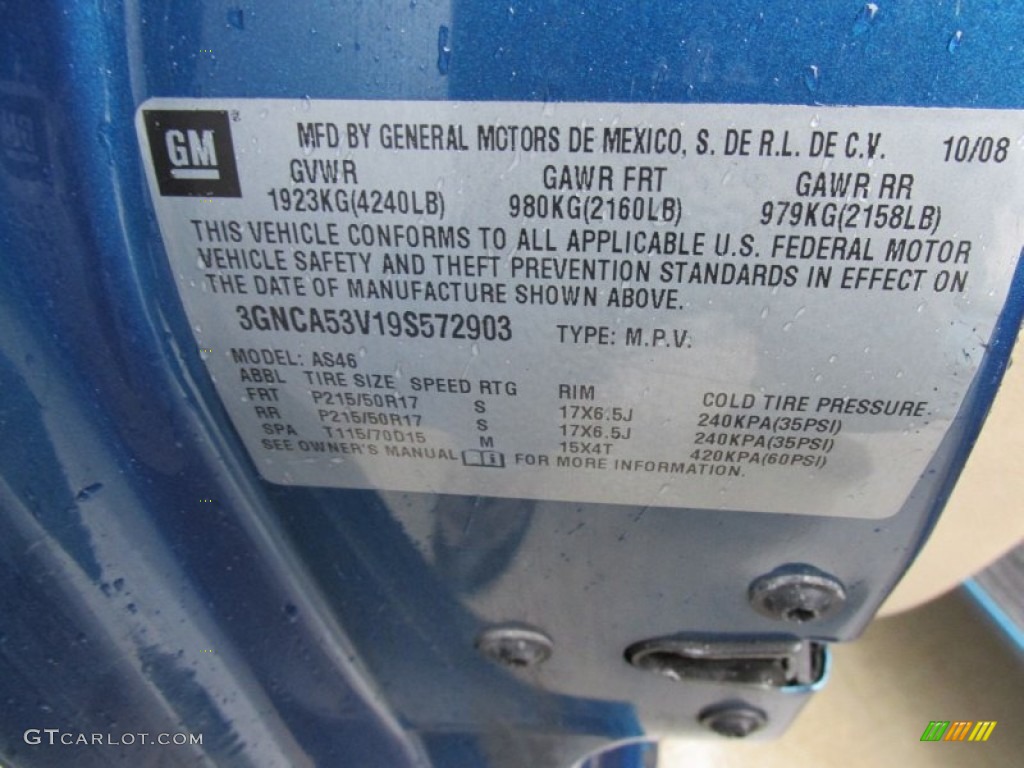 GM
MFD BY GENERAL MOTORS DE MEXICO, S. DE R.L. DE C.V. 10/08
GVWR GAWR FRT GAWR RR
1923KG(4240LB) 980KG(2160LB) 979KG(2158LB)
THIS VEHICLE CONFORMS TO ALL APPLICABLE U.S. FEDERAL MOTOR
VEHICLE SAFETY AND THEFT PREVENTION STANDARDS IN EFFECT ON
THE DATE OF MANUFACTURE SHOWN ABOVE.
3GNCA53V19S572903 TYPE: M.P.V.
MODEL: AS46
ABBL TIRE SIZE SPEED RTG RIM COLD TIRE PRESSURE
FRT P215/50R17 S 17X6.5J 240KPA(35PSI)
RR P215/50R17 S 17X6.5J 240KPA(35PSI)
SPA T115/70D15 M 15X4T 420KPA(60PSI)
SEE OWNER'S MANUAL FOR MORE INFORMATION.
GTCARLOT.COM